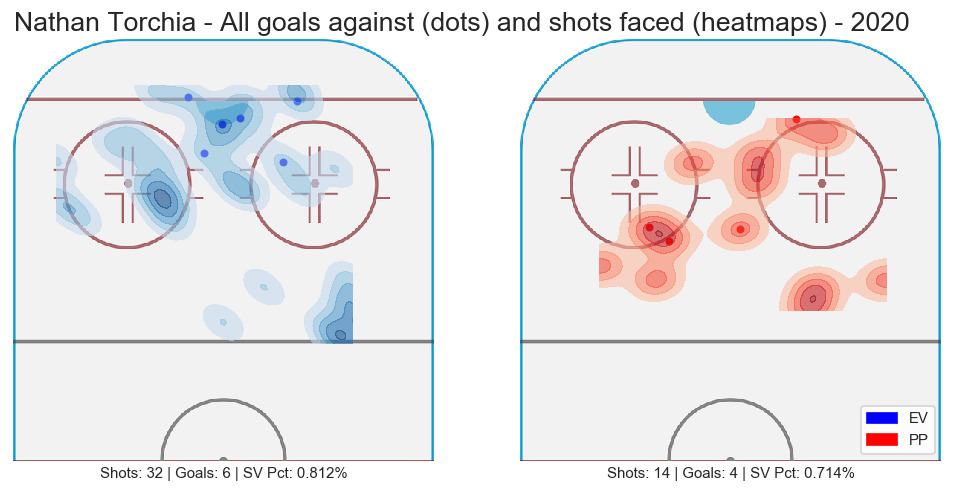 Nathan Torchia - All goals against (dots) and shots faced (heatmaps) - 2020
EV
PP
Shots: 32 | Goals: 6 | SV Pct: 0.812%
Shots: 14 | Goals: 4 | SV Pct: 0.714%